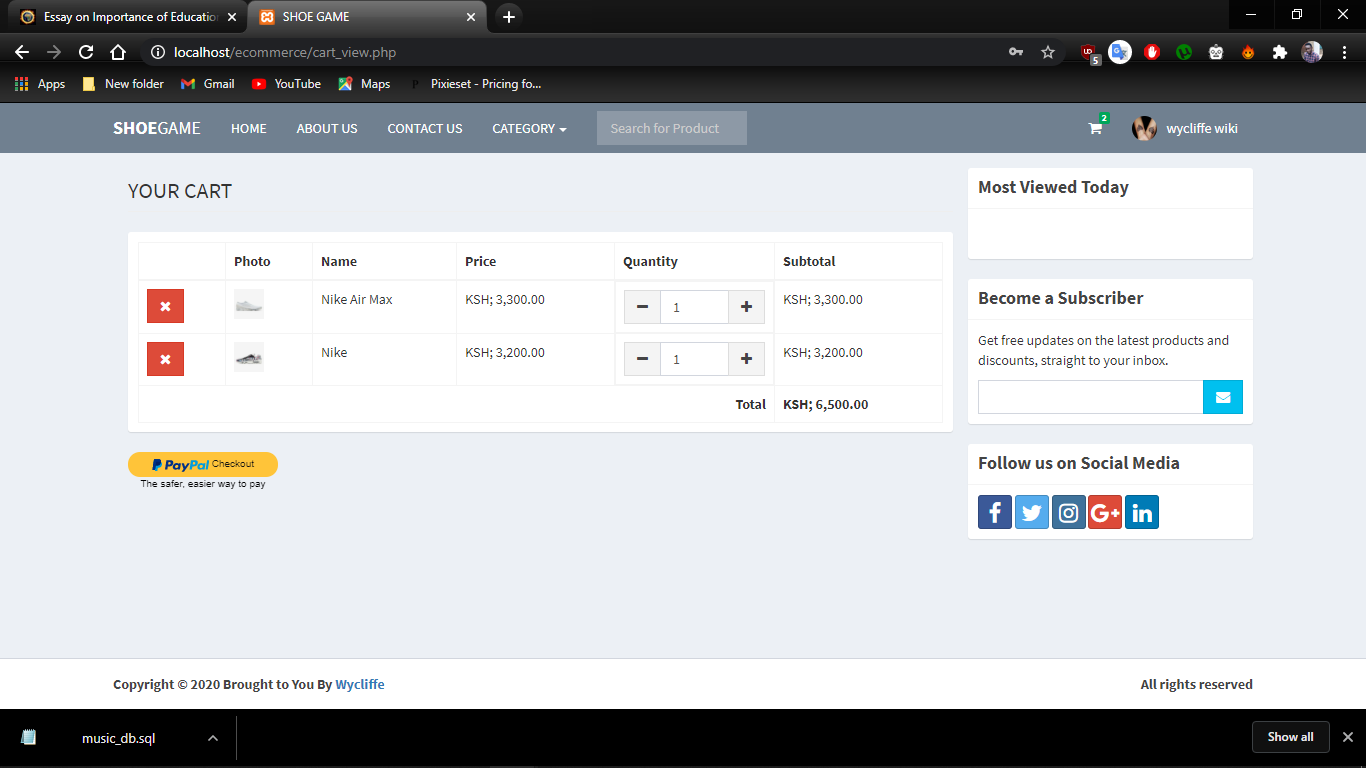 Essay on Importance of Educatio
SHOE GAME
localhost/ecommerce/cart_view.php
5
Apps
New folder
Gmail
YouTube
Maps
Pixieset - Pricing fo...
SHOEGAME HOME ABOUT US CONTACT US CATEGORY Search for Product 2 wycliffe wiki
YOUR CART
Photo Name Price Quantity Subtotal
Nike Air Max KSH; 3,300.00 1 KSH; 3,300.00
Nike KSH; 3,200.00 1 KSH; 3,200.00
Total KSH; 6,500.00
PayPal Checkout
The safer, easier way to pay
Most Viewed Today
Become a Subscriber
Get free updates on the latest products and
discounts, straight to your inbox.
Follow us on Social Media
Copyright © 2020 Brought to You By Wycliffe
All rights reserved
music_db.sql
Show all